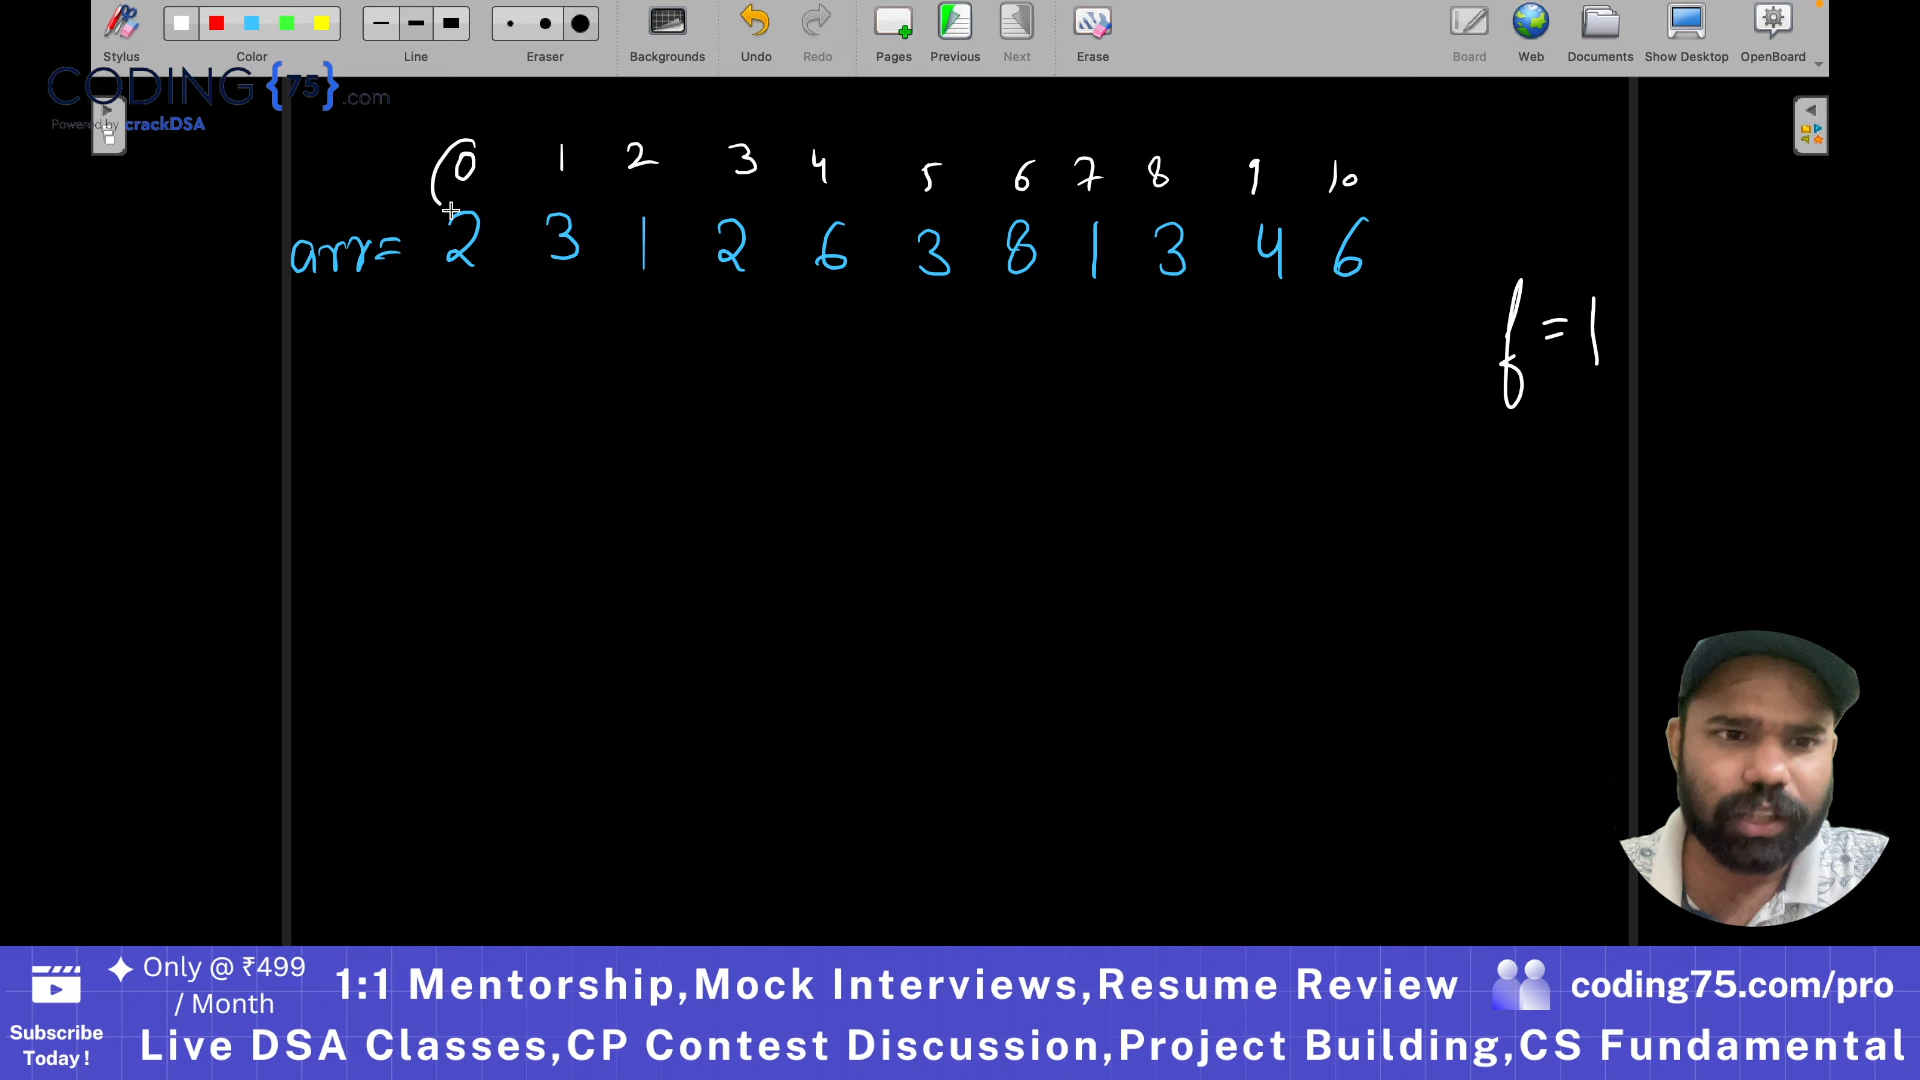 Stylus Color Line Eraser Backgrounds Undo Redo Pages Previous Next Erase Board Web Documents Show Desktop OpenBoard
CODING {75} .com
Powered by crackDSA
0 1 2 3 4 5 6 7 8 9 10
arr= 2 3 1 2 6 3 8 1 3 4 6
f = 1
Only @ ₹499
/ Month
1:1 Mentorship,Mock Interviews,Resume Review
coding75.com/pro
Subscribe
Today !
Live DSA Classes,CP Contest Discussion,Project Building,CS Fundamental